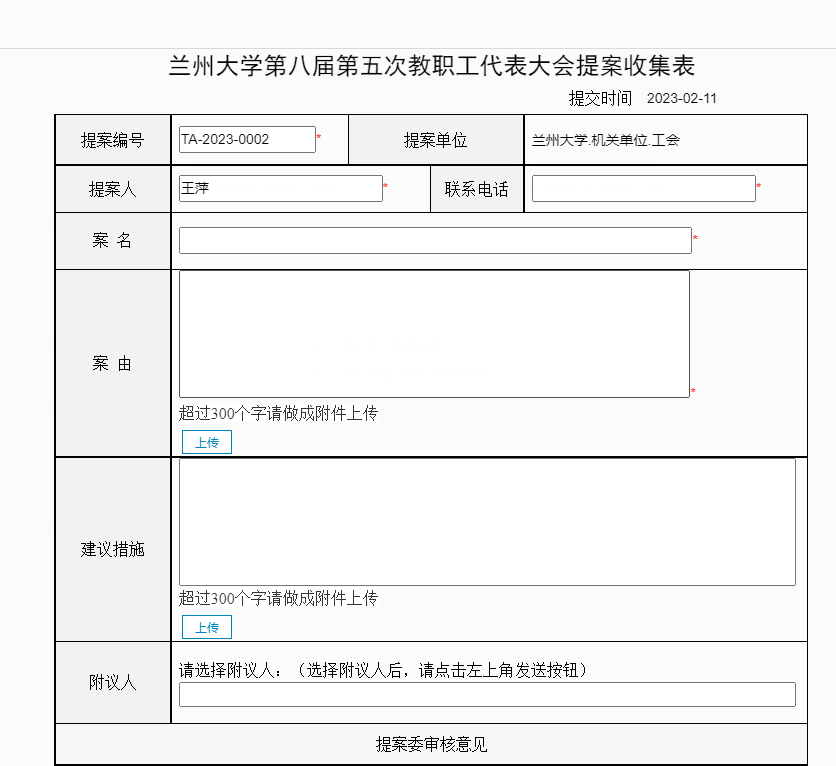 兰州大学第八届第五次教职工代表大会提案收集表
提交时间 2023-02-11
提案编号 TA-2023-0002* 提案单位 兰州大学.机关单位.工会
提案人 王萍* 联系电话 *
案 名 *
案 由 *
超过300个字请做成附件上传
上传
建议措施
超过300个字请做成附件上传
上传
附议人 请选择附议人：（选择附议人后，请点击左上角发送按钮）
提案委审核意见